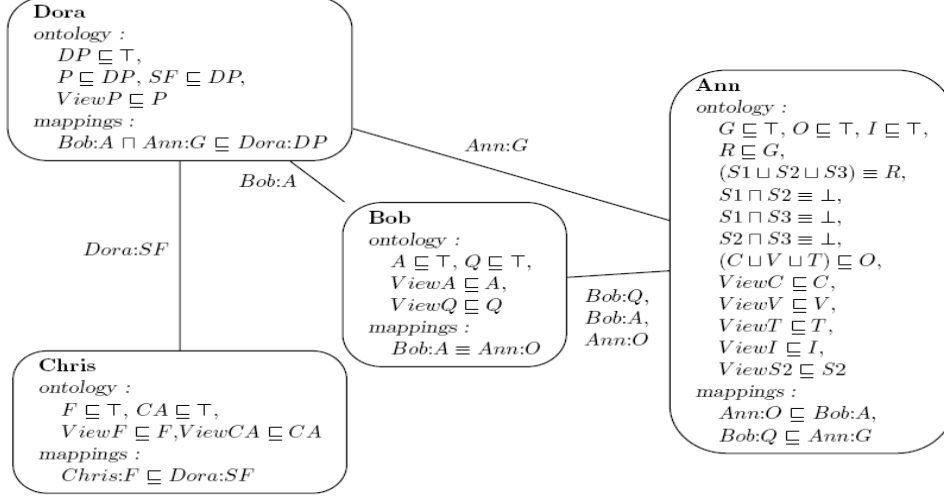 Dora
ontology :
DP ⊑ ⊤,
P ⊑ DP, SF ⊑ DP,
ViewP ⊑ P
mappings :
Bob:A ⊓ Ann:G ⊑ Dora:DP
Ann:G
Bob:A
Dora:SF
Bob
ontology :
A ⊑ ⊤, Q ⊑ ⊤,
ViewA ⊑ A,
ViewQ ⊑ Q
mappings :
Bob:A ≡ Ann:O
Bob:Q,
Bob:A,
Ann:O
Ann
ontology :
G ⊑ ⊤, O ⊑ ⊤, I ⊑ ⊤,
R ⊑ G,
(S1 ⊔ S2 ⊔ S3) ≡ R,
S1 ⊓ S2 ≡ ⊥,
S1 ⊓ S3 ≡ ⊥,
S2 ⊓ S3 ≡ ⊥,
(C ⊔ V ⊔ T) ⊑ O,
ViewC ⊑ C,
ViewV ⊑ V,
ViewT ⊑ T,
ViewI ⊑ I,
ViewS2 ⊑ S2
mappings :
Ann:O ⊑ Bob:A,
Bob:Q ⊑ Ann:G
Chris
ontology :
F ⊑ ⊤, CA ⊑ ⊤,
ViewF ⊑ F,ViewCA ⊑ CA
mappings :
Chris:F ⊑ Dora:SF